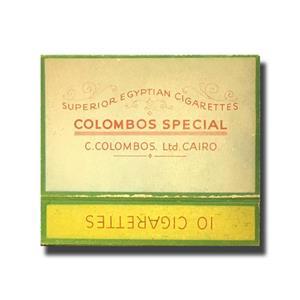 SUPERIOR EGYPTIAN CIGARETTES
COLOMBOS SPECIAL
C. COLOMBOS, Ltd. CAIRO
10 CIGARETTES